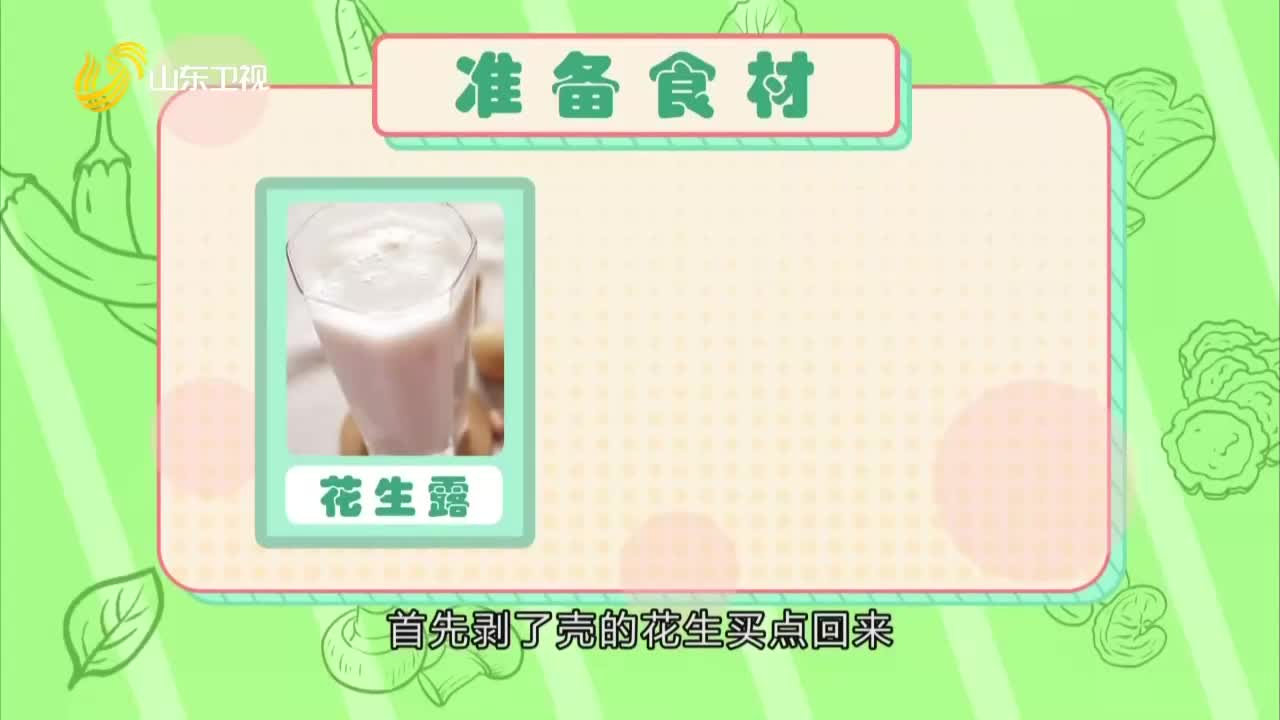 山东卫视
准备食材
花生露
首先剥了壳的花生买点回来